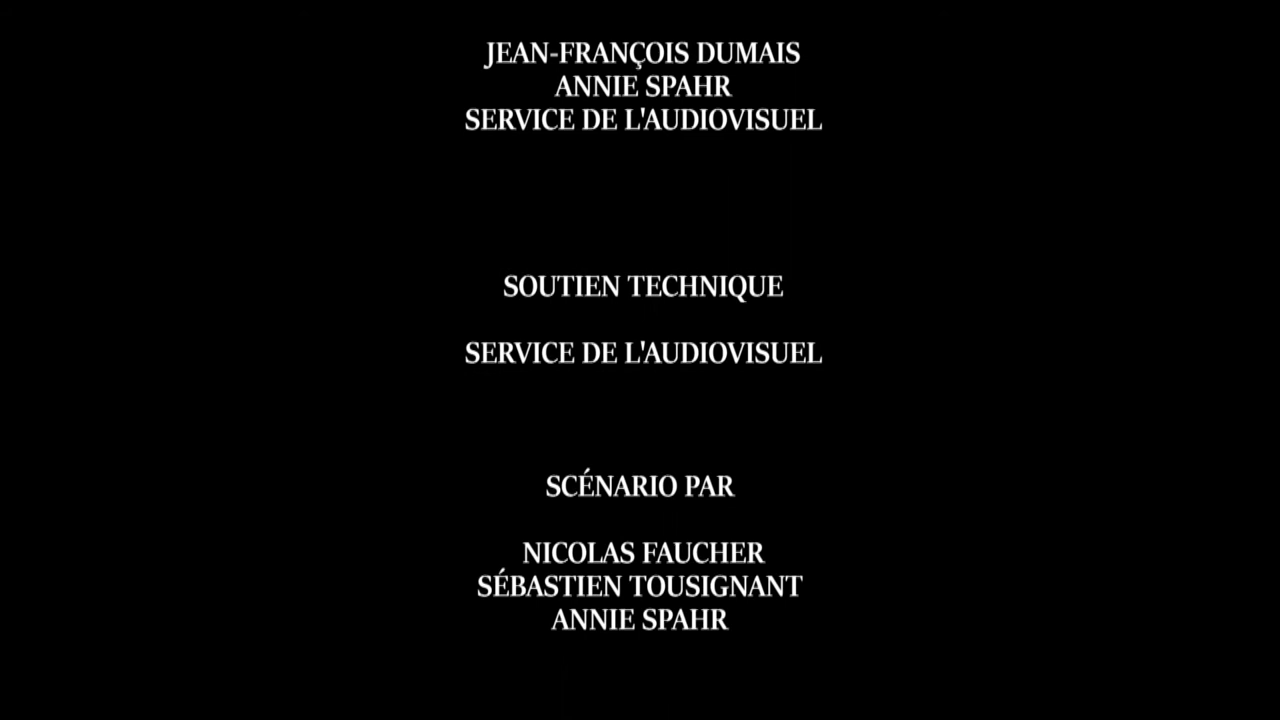 JEAN-FRANÇOIS DUMAIS
ANNIE SPAHR
SERVICE DE L'AUDIOVISUEL
SOUTIEN TECHNIQUE
SERVICE DE L'AUDIOVISUEL
SCÉNARIO PAR
NICOLAS FAUCHER
SÉBASTIEN TOUSIGNANT
ANNIE SPAHR